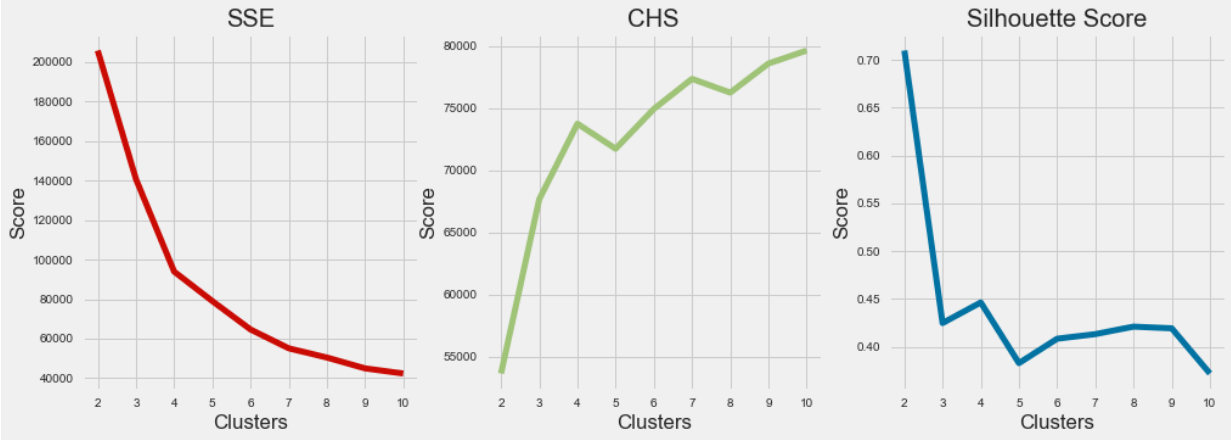 SSE
Score
200000
180000
160000
140000
120000
100000
80000
60000
40000
2 3 4 5 6 7 8 9 10
Clusters
CHS
Score
80000
75000
70000
65000
60000
55000
2 3 4 5 6 7 8 9 10
Clusters
Silhouette Score
Score
0.70
0.65
0.60
0.55
0.50
0.45
0.40
2 3 4 5 6 7 8 9 10
Clusters